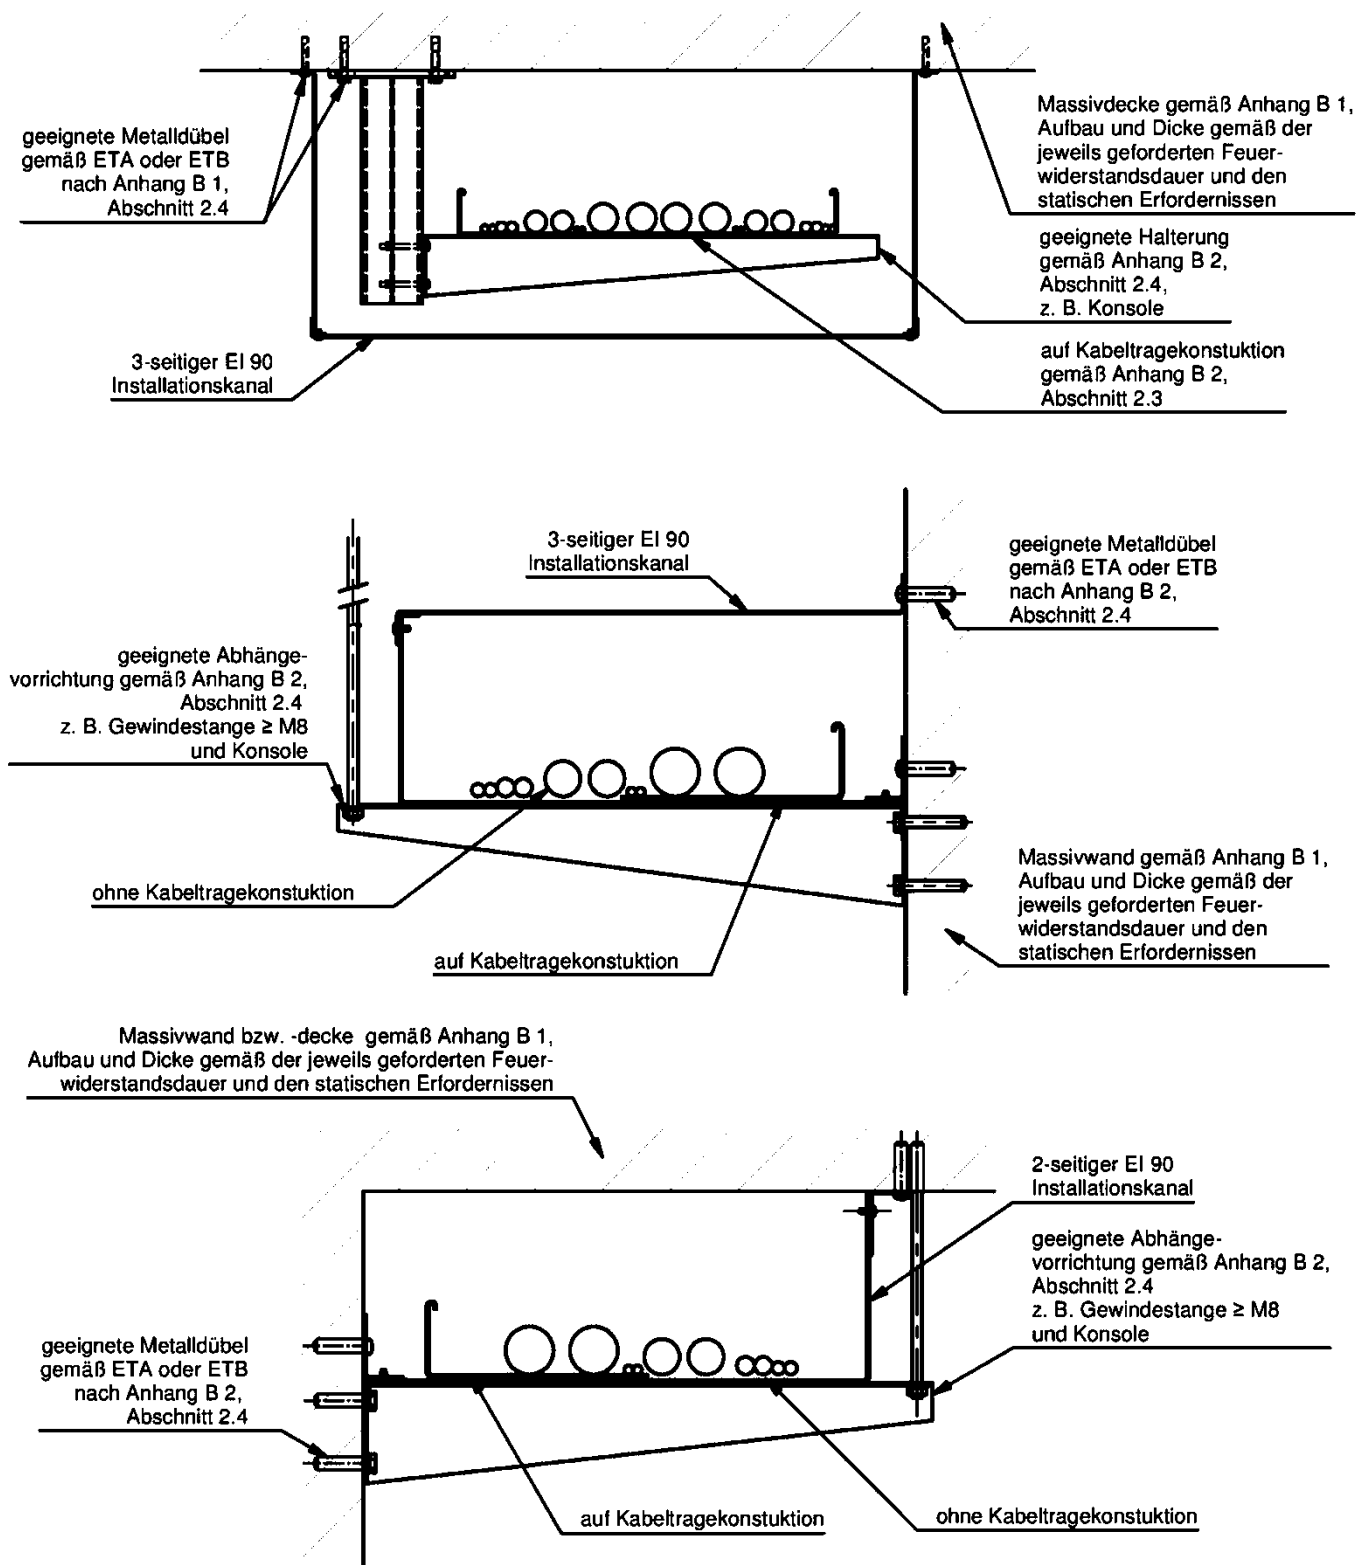 geeignete Metalldübel
gemäß ETA oder ETB
nach Anhang B 1,
Abschnitt 2.4
Massivdecke gemäß Anhang B 1,
Aufbau und Dicke gemäß der
jeweils geforderten Feuer-
widerstandsdauer und den
statischen Erfordernissen
geeignete Halterung
gemäß Anhang B 2,
Abschnitt 2.4,
z. B. Konsole
3-seitiger EI 90
Installationskanal
auf Kabeltragekonstuktion
gemäß Anhang B 2,
Abschnitt 2.3
3-seitiger EI 90
Installationskanal
geeignete Metalldübel
gemäß ETA oder ETB
nach Anhang B 2,
Abschnitt 2.4
geeignete Abhänge-
vorrichtung gemäß Anhang B 2,
Abschnitt 2.4
z. B. Gewindestange ≥ M8
und Konsole
ohne Kabeltragekonstuktion
auf Kabeltragekonstuktion
Massivwand gemäß Anhang B 1,
Aufbau und Dicke gemäß der
jeweils geforderten Feuer-
widerstandsdauer und den
statischen Erfordernissen
Massivwand bzw. -decke gemäß Anhang B 1,
Aufbau und Dicke gemäß der jeweils geforderten Feuer-
widerstandsdauer und den statischen Erfordernissen
2-seitiger EI 90
Installationskanal
geeignete Abhänge-
vorrichtung gemäß Anhang B 2,
Abschnitt 2.4
z. B. Gewindestange ≥ M8
und Konsole
geeignete Metalldübel
gemäß ETA oder ETB
nach Anhang B 2,
Abschnitt 2.4
auf Kabeltragekonstuktion
ohne Kabeltragekonstuktion